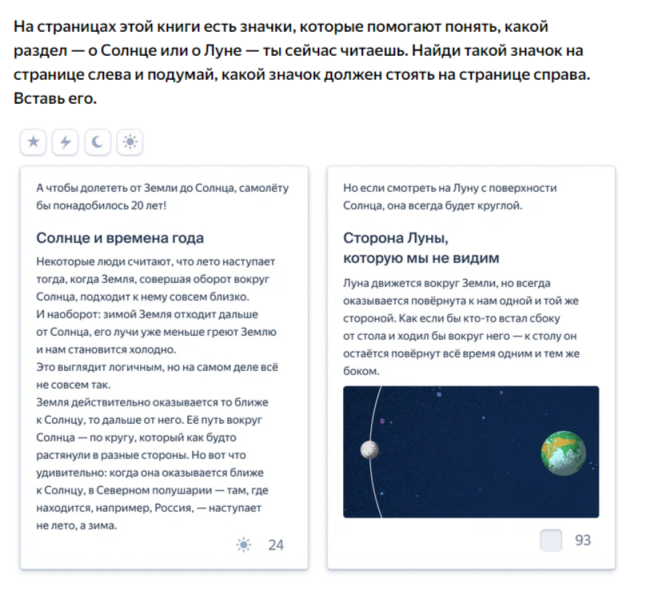 На страницах этой книги есть значки, которые помогают понять, какой
раздел — о Солнце или о Луне — ты сейчас читаешь. Найди такой значок на
странице слева и подумай, какой значок должен стоять на странице справа.
Вставь его.
А чтобы долететь от Земли до Солнца, самолёту
бы понадобилось 20 лет!
Солнце и времена года
Некоторые люди считают, что лето наступает
тогда, когда Земля, совершая оборот вокруг
Солнца, подходит к нему совсем близко.
И наоборот: зимой Земля отходит дальше
от Солнца, его лучи уже меньше греют Землю
и нам становится холодно.
Это выглядит логичным, но на самом деле всё
не совсем так.
Земля действительно оказывается то ближе
к Солнцу, то дальше от него. Её путь вокруг
Солнца — по кругу, который как будто
растянули в разные стороны. Но вот что
удивительно: когда она оказывается ближе
к Солнцу, в Северном полушарии — там, где
находится, например, Россия, — наступает
не лето, а зима.
24
Но если смотреть на Луну с поверхности
Солнца, она всегда будет круглой.
Сторона Луны,
которую мы не видим
Луна движется вокруг Земли, но всегда
оказывается повёрнута к нам одной и той же
стороной. Как если бы кто-то встал сбоку
от стола и ходил бы вокруг него — к столу он
остаётся повёрнут всё время одним и тем же
боком.
93